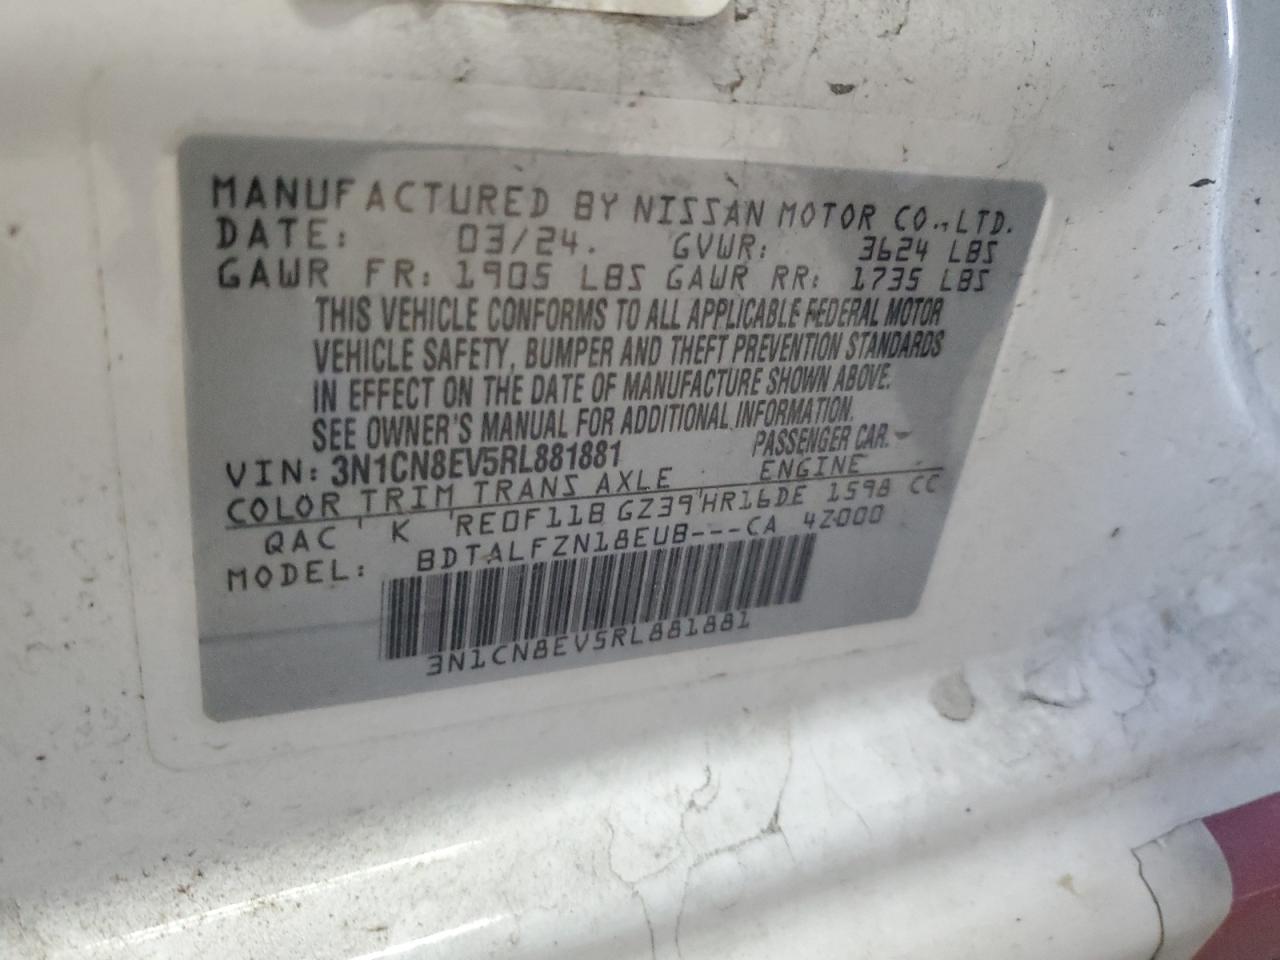 MANUFACTURED BY NISSAN MOTOR CO.,LTD.
DATE: 03/24. GVWR: 3624 LBS
GAWR FR: 1905 LBS GAWR RR: 1735 LBS
THIS VEHICLE CONFORMS TO ALL APPLICABLE FEDERAL MOTOR
VEHICLE SAFETY, BUMPER AND THEFT PREVENTION STANDARDS
IN EFFECT ON THE DATE OF MANUFACTURE SHOWN ABOVE.
SEE OWNER'S MANUAL FOR ADDITIONAL INFORMATION.
VIN: 3N1CN8EV5RL881881 PASSENGER CAR.
COLOR TRIM TRANS AXLE ENGINE
QAC K RE0F11B GZ39 HR16DE 1598 CC
MODEL: BDTALFZN18EUB---CA 4Z000
3N1CN8EV5RL881881